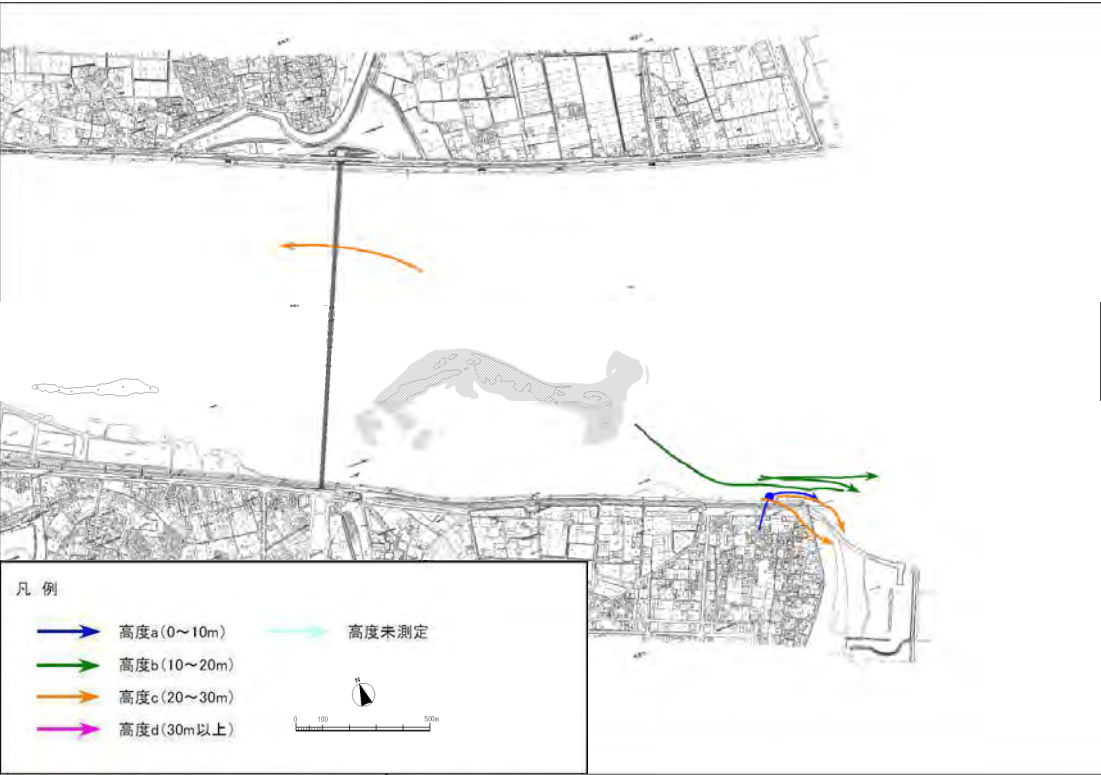 凡 例
高度a(0〜10m)
高度未測定
高度b(10〜20m)
高度c(20〜30m)
高度d(30m以上)
N
0 100 500m